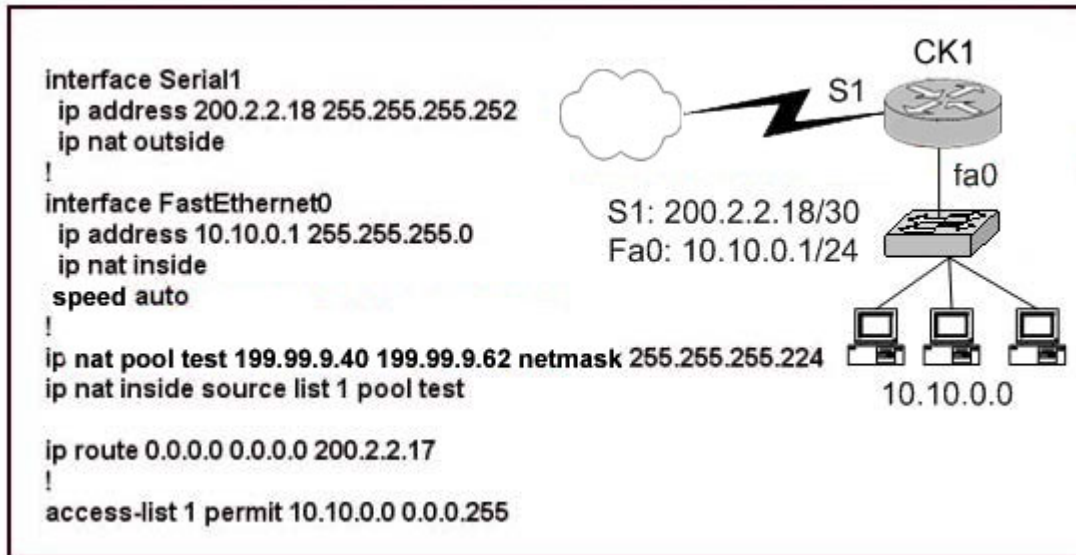 interface Serial1
ip address 200.2.2.18 255.255.255.252
ip nat outside
!
interface FastEthernet0
ip address 10.10.0.1 255.255.255.0
ip nat inside
speed auto
!
ip nat pool test 199.99.9.40 199.99.9.62 netmask 255.255.255.224
ip nat inside source list 1 pool test
ip route 0.0.0.0 0.0.0.0 200.2.2.17
!
access-list 1 permit 10.10.0.0 0.0.0.255
CK1
S1
fa0
S1: 200.2.2.18/30
Fa0: 10.10.0.1/24
10.10.0.0